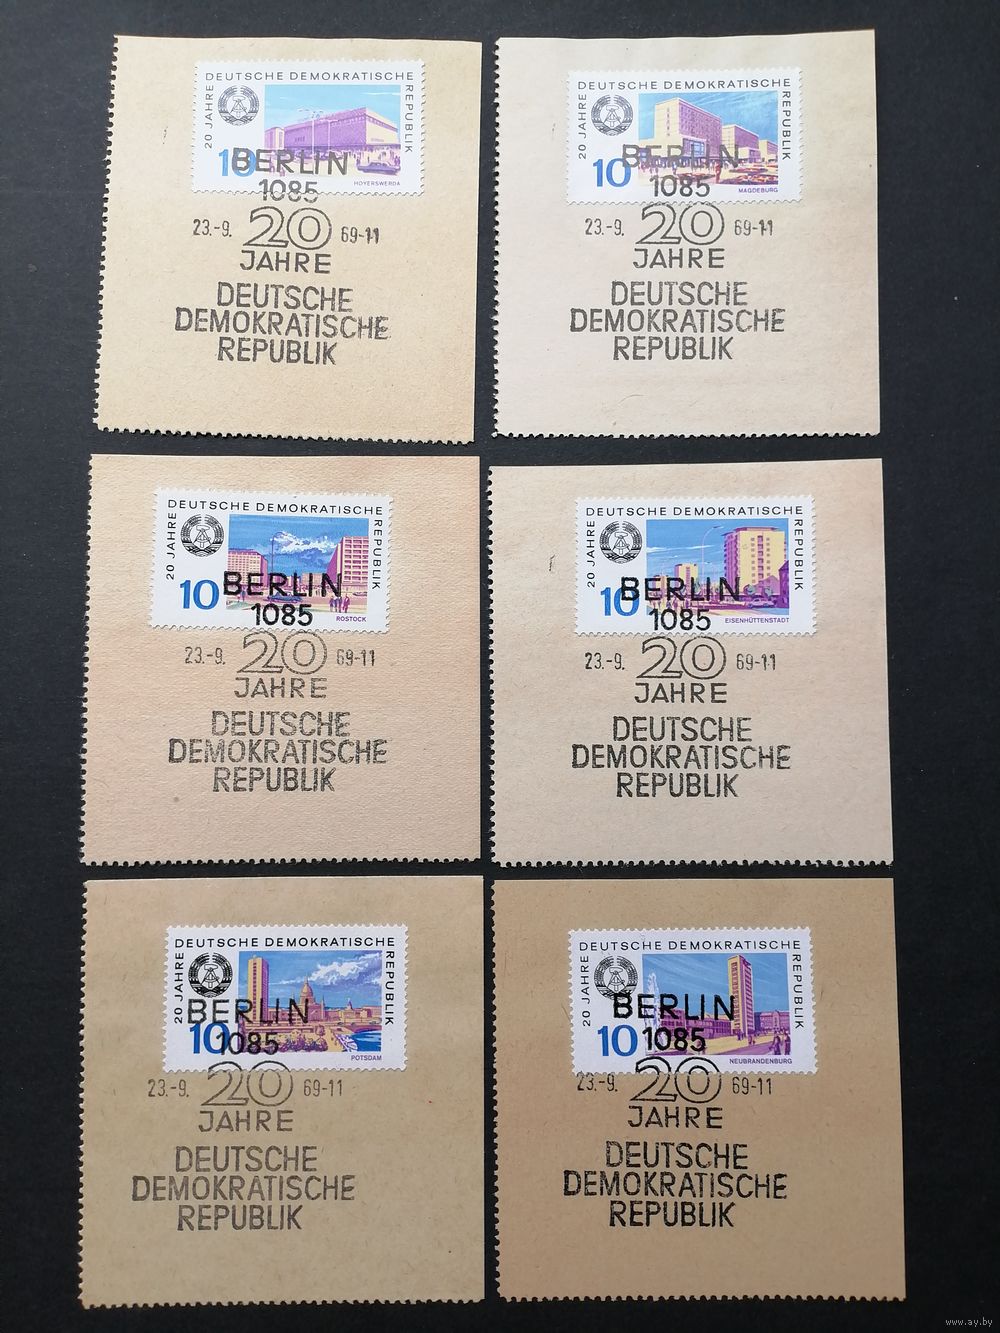 DEUTSCHE DEMOKRATISCHE
20 JAHRE
REPUBLIK
10
HOYERSWERDA
BERLIN
1085
23.-9. 20 69-11
JAHRE
DEUTSCHE
DEMOKRATISCHE
REPUBLIK
DEUTSCHE DEMOKRATISCHE
20 JAHRE
REPUBLIK
10
MAGDEBURG
BERLIN
1085
23.-9. 20 69-11
JAHRE
DEUTSCHE
DEMOKRATISCHE
REPUBLIK
DEUTSCHE DEMOKRATISCHE
20 JAHRE
REPUBLIK
10
ROSTOCK
BERLIN
1085
23.-9. 20 69-11
JAHRE
DEUTSCHE
DEMOKRATISCHE
REPUBLIK
DEUTSCHE DEMOKRATISCHE
20 JAHRE
REPUBLIK
10
EISENHÜTTENSTADT
BERLIN
1085
23.-9. 20 69-11
JAHRE
DEUTSCHE
DEMOKRATISCHE
REPUBLIK
DEUTSCHE DEMOKRATISCHE
20 JAHRE
REPUBLIK
10
POTSDAM
BERLIN
1085
23.-9. 20 69-11
JAHRE
DEUTSCHE
DEMOKRATISCHE
REPUBLIK
DEUTSCHE DEMOKRATISCHE
20 JAHRE
REPUBLIK
10
NEUBRANDENBURG
BERLIN
1085
23.-9. 20 69-11
JAHRE
DEUTSCHE
DEMOKRATISCHE
REPUBLIK
www.ay.by